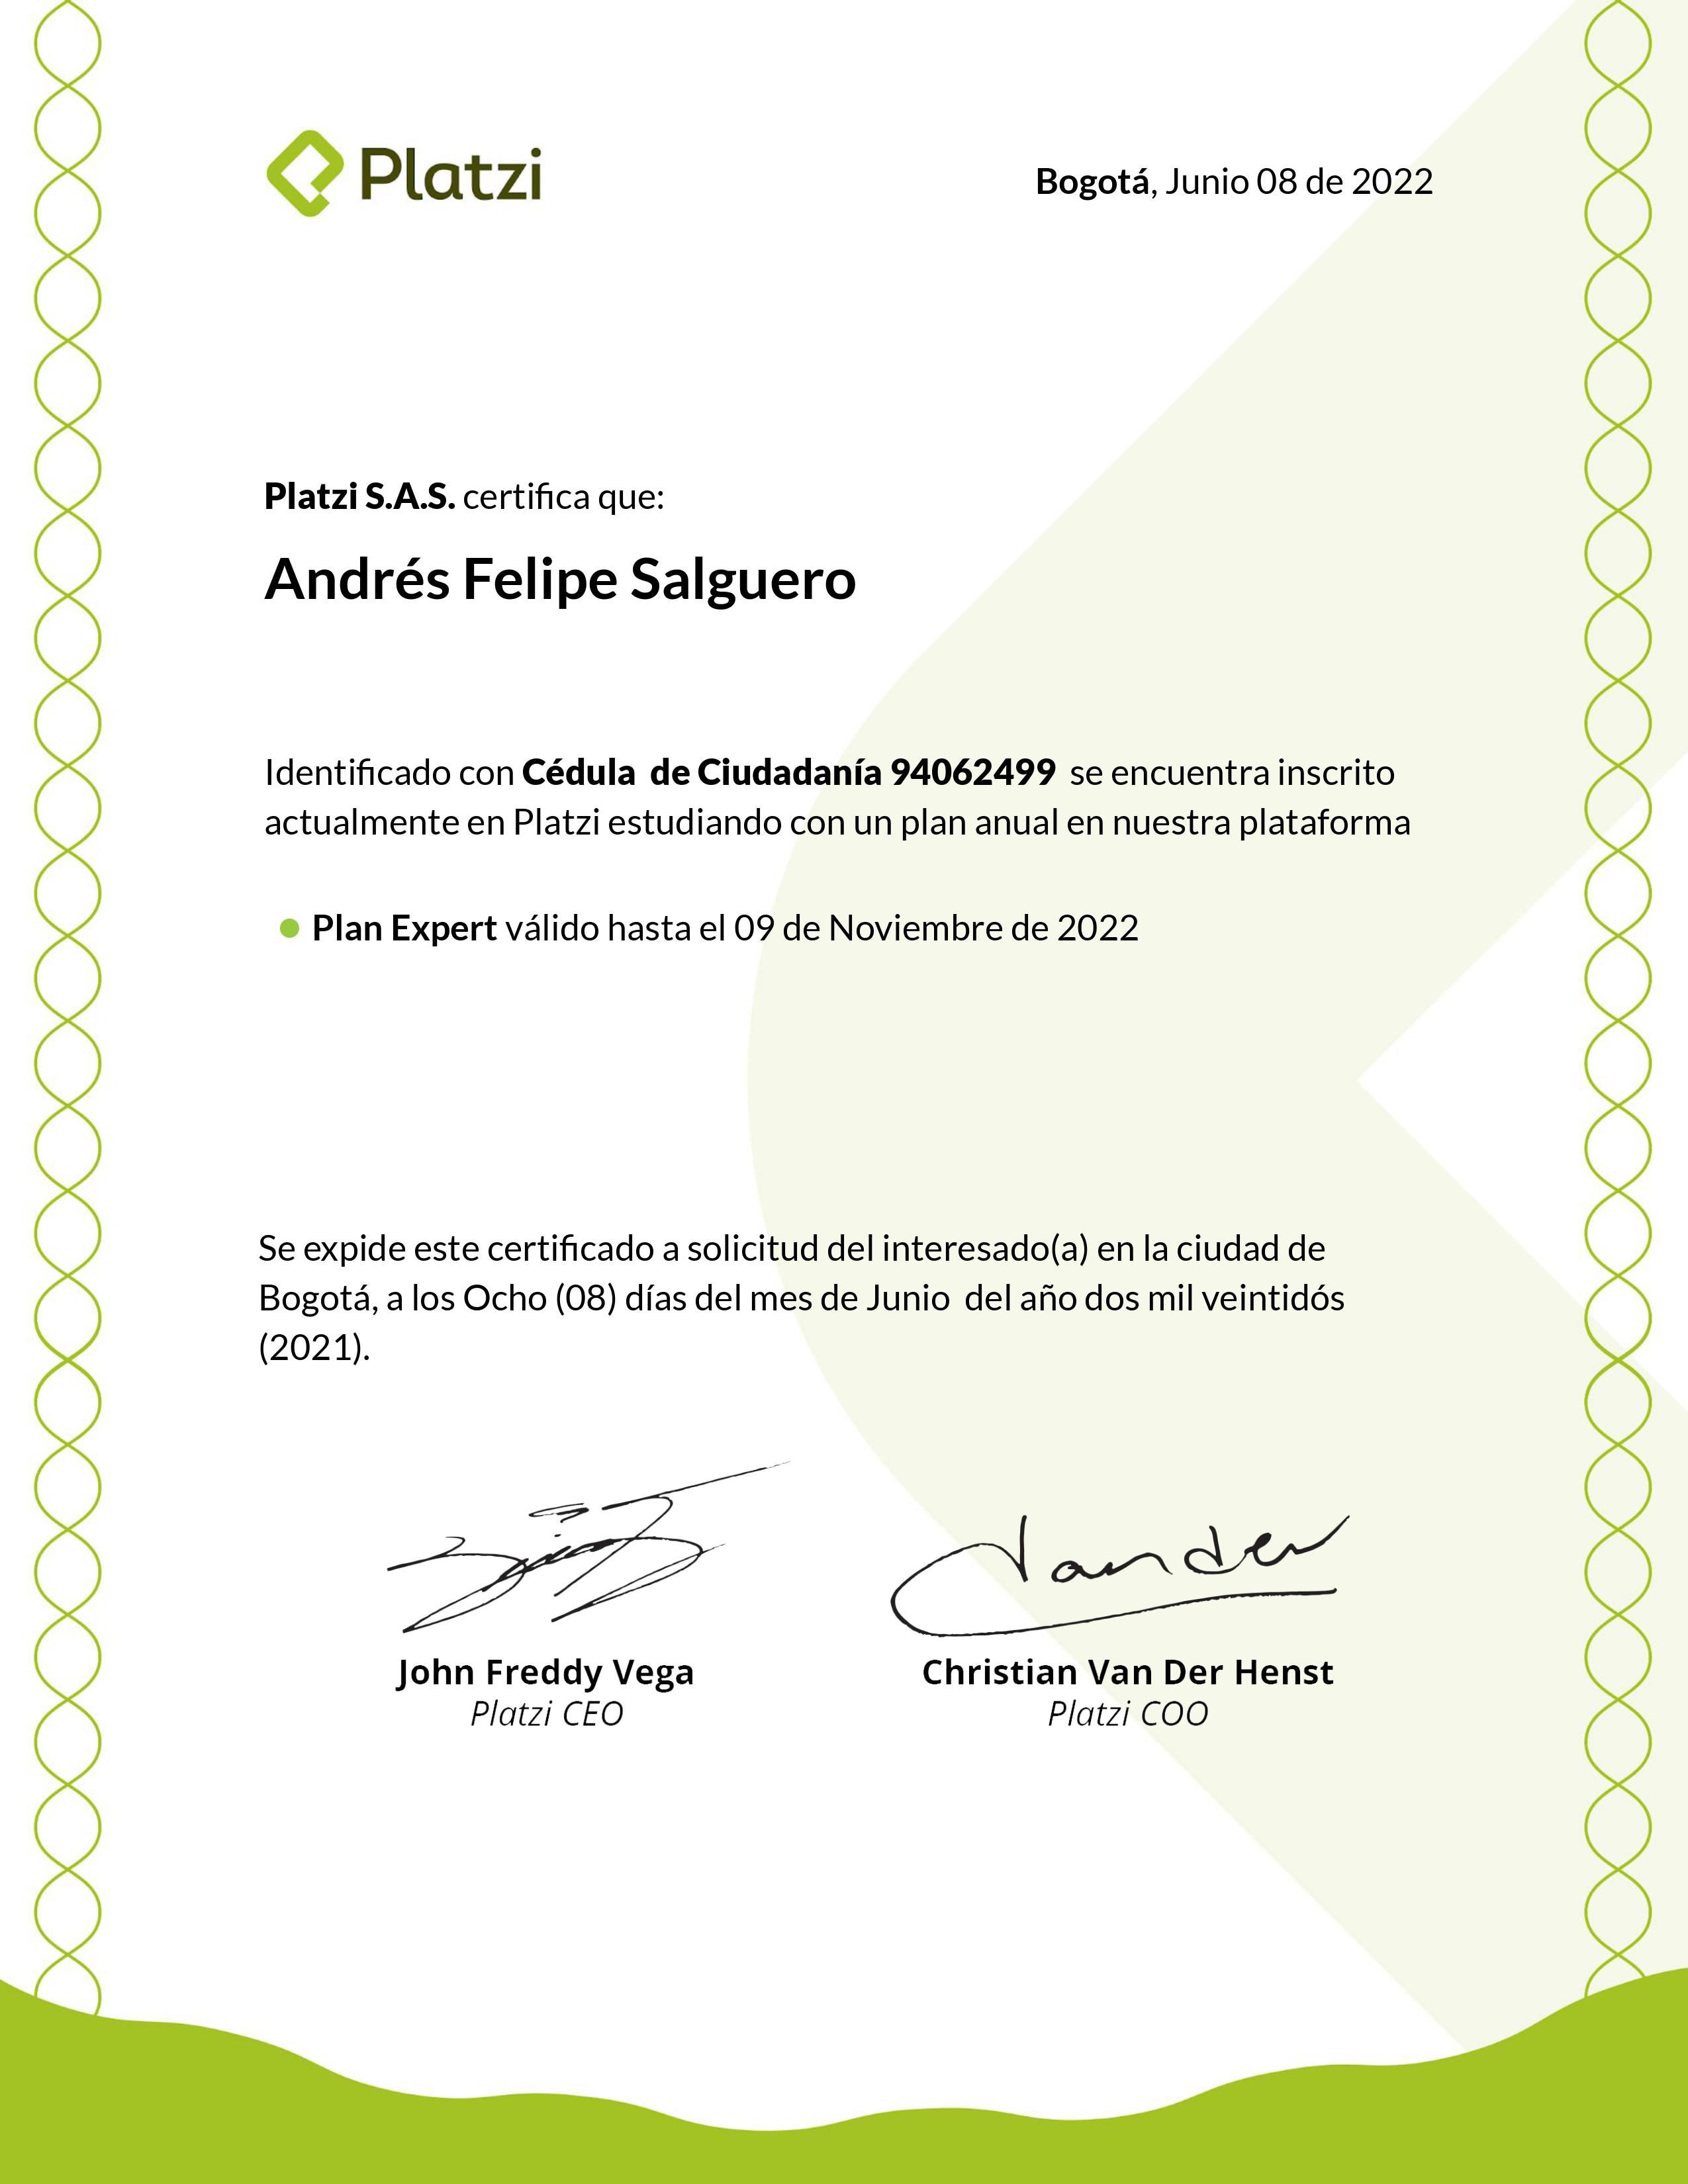 Platzi
Bogotá, Junio 08 de 2022
Platzi S.A.S. certifica que:
Andrés Felipe Salguero
Identificado con Cédula  de Ciudadanía 94062499  se encuentra inscrito
actualmente en Platzi estudiando con un plan anual en nuestra plataforma
● Plan Expert válido hasta el 09 de Noviembre de 2022
Se expide este certificado a solicitud del interesado(a) en la ciudad de
Bogotá, a los Ocho (08) días del mes de Junio  del año dos mil veintidós
(2021).
Vander
John Freddy Vega
Platzi CEO
Christian Van Der Henst
Platzi COO